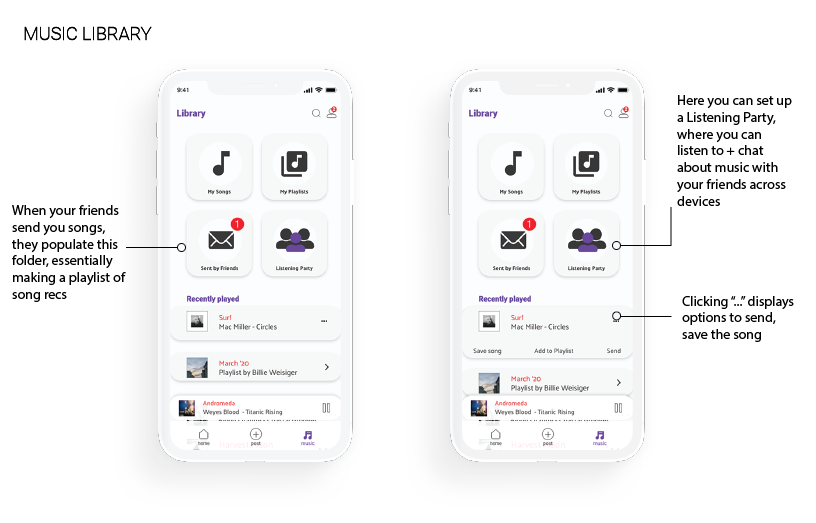 MUSIC LIBRARY
When your friends
send you songs,
they populate this
folder, essentially
making a playlist of
song recs
9:41
Library
2
My Songs
My Playlists
1
Sent by Friends
Listening Party
Recently played
Surf
...
Mac Miller - Circles
March '20
Playlist by Billie Weisiger
Andromeda
Weyes Blood - Titanic Rising
home
post
music
9:41
Library
2
My Songs
My Playlists
1
Sent by Friends
Listening Party
Recently played
Surf
Mac Miller - Circles
Save song
Add to Playlist
Send
March '20
Playlist by Billie Weisiger
Andromeda
Weyes Blood - Titanic Rising
home
post
music
Here you can set up
a Listening Party,
where you can
listen to + chat
about music with
your friends across
devices
Clicking “...” displays
options to send,
save the song